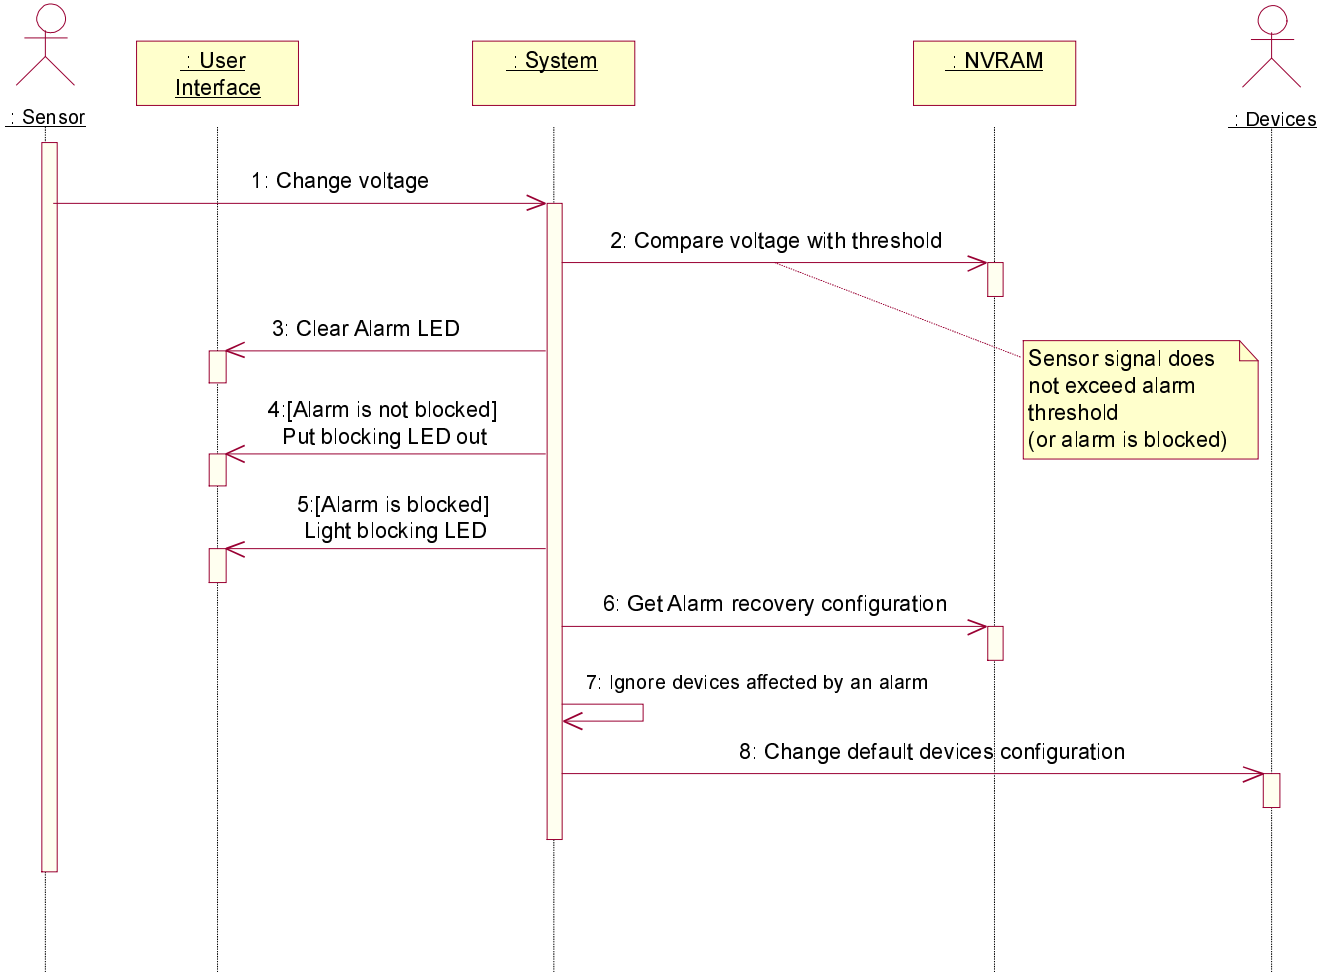 : Sensor
: User
Interface
: System
: NVRAM
: Devices
1: Change voltage
2: Compare voltage with threshold
3: Clear Alarm LED
Sensor signal does
not exceed alarm
threshold
(or alarm is blocked)
4:[Alarm is not blocked]
Put blocking LED out
5:[Alarm is blocked]
Light blocking LED
6: Get Alarm recovery configuration
7: Ignore devices affected by an alarm
8: Change default devices configuration